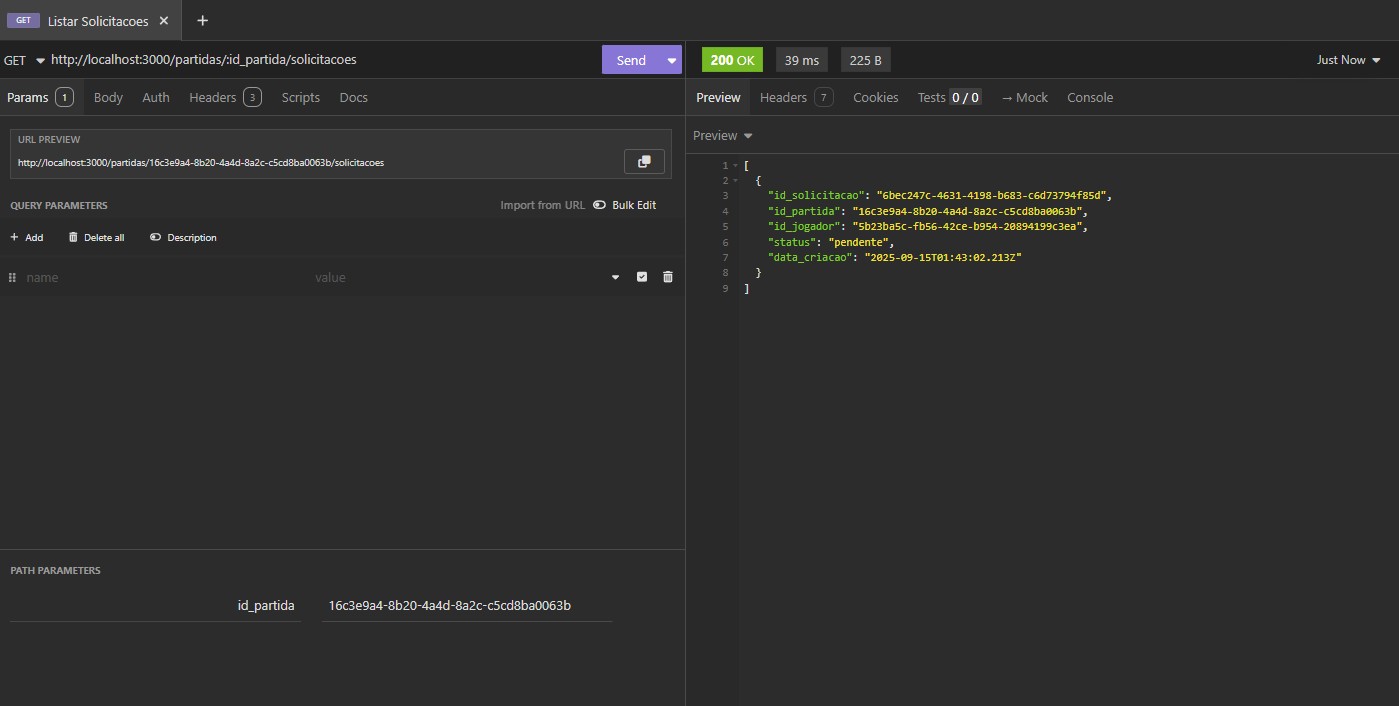 GET Listar Solicitacoes
GET http://localhost:3000/partidas/:id_partida/solicitacoes Send
200 OK 39 ms 225 B Just Now
Params 1 Body Auth Headers 3 Scripts Docs
Preview Headers 7 Cookies Tests 0 / 0 → Mock Console
URL PREVIEW
http://localhost:3000/partidas/16c3e9a4-8b20-4a4d-8a2c-c5cd8ba0063b/solicitacoes
QUERY PARAMETERS Import from URL Bulk Edit
+ Add Delete all Description
name value
PATH PARAMETERS
id_partida 16c3e9a4-8b20-4a4d-8a2c-c5cd8ba0063b
Preview
1 [
2 {
3 "id_solicitacao": "6bec247c-4631-4198-b683-c6d73794f85d",
4 "id_partida": "16c3e9a4-8b20-4a4d-8a2c-c5cd8ba0063b",
5 "id_jogador": "5b23ba5c-fb56-42ce-b954-20894199c3ea",
6 "status": "pendente",
7 "data_criacao": "2025-09-15T01:43:02.213Z"
8 }
9 ]